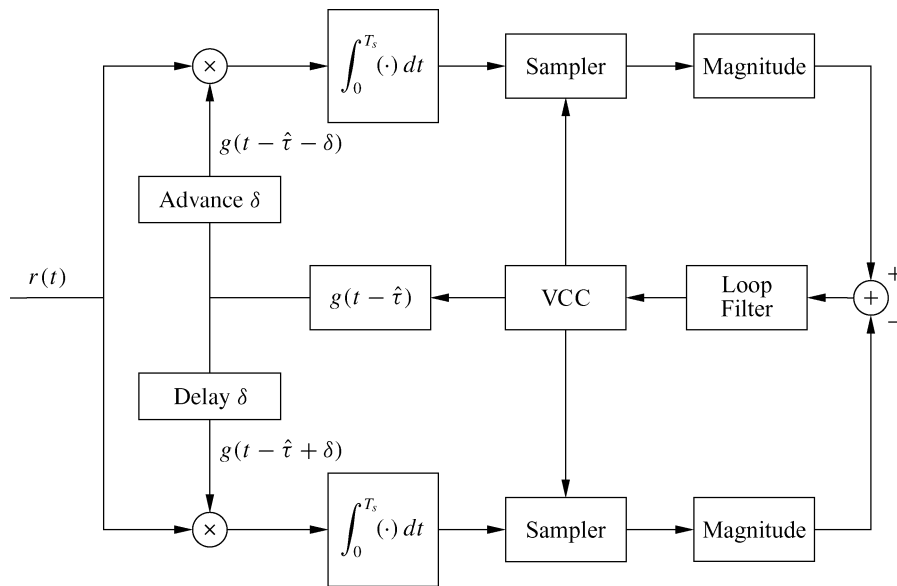 ×
∫₀^{T_s} (·) dt
Sampler
Magnitude
g(t − τ̂ − δ)
Advance δ
r(t)
g(t − τ̂)
VCC
Loop
Filter
+
+
−
Delay δ
g(t − τ̂ + δ)
×
∫₀^{T_s} (·) dt
Sampler
Magnitude